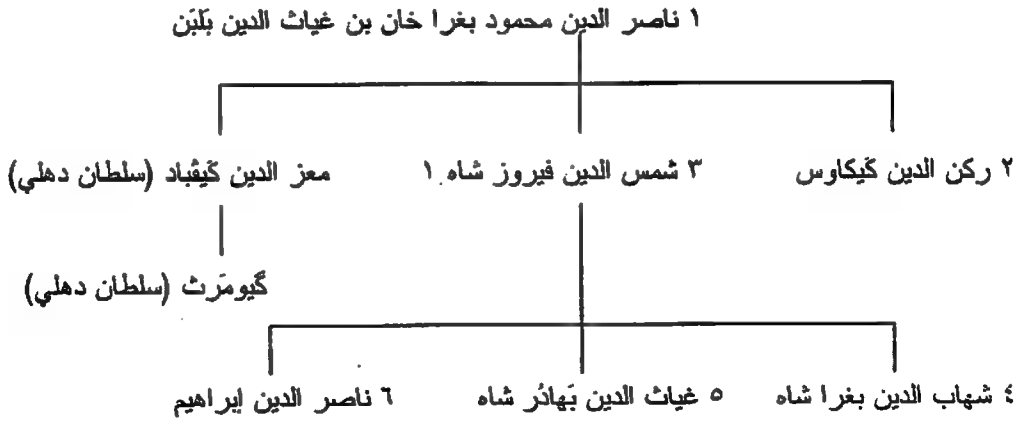 ١ ناصر الدين محمود بغرا خان بن غياث الدين بَلبَن
٢ ركن الدين كَيكاوس
٣ شمس الدين فيروز شاه ١
معز الدين كَيقُباد (سلطان دهلي)
گيومَرث (سلطان دهلي)
٤ شهاب الدين بغرا شاه
٥ غياث الدين بَهادُر شاه
٦ ناصر الدين إبراهيم